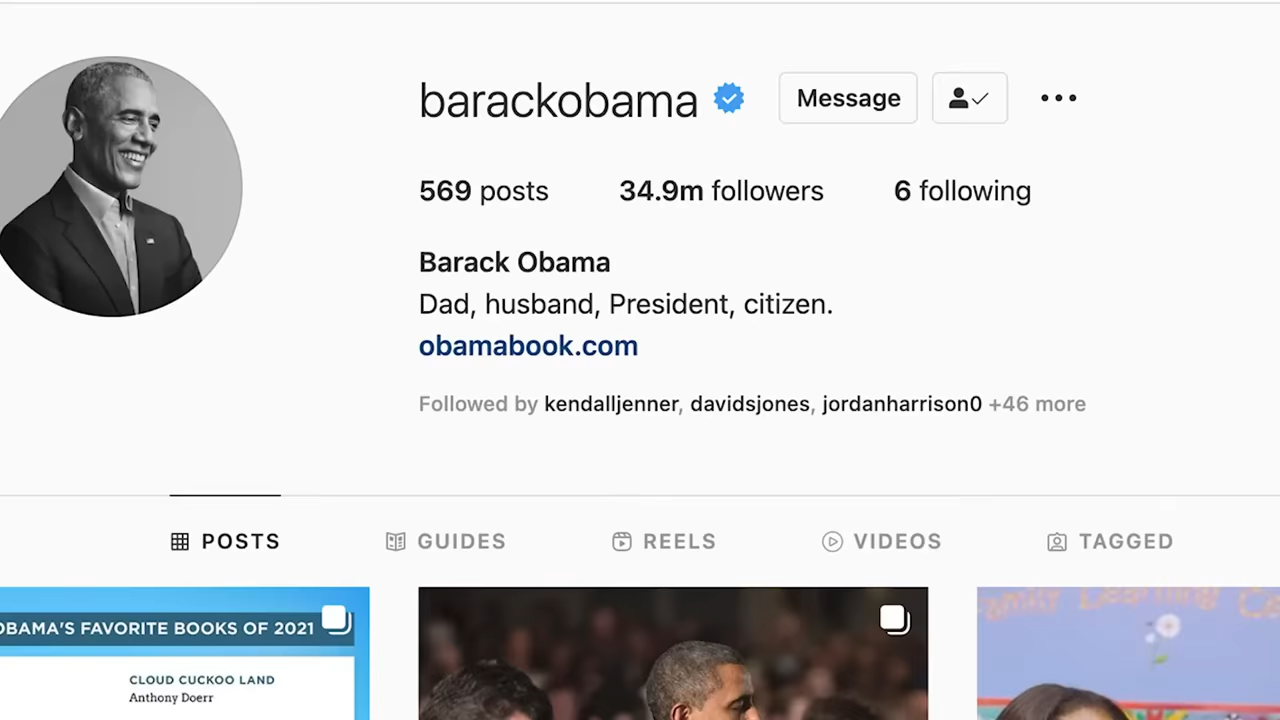 barackobama
Message
569 posts 34.9m followers 6 following
Barack Obama
Dad, husband, President, citizen.
obamabook.com
Followed by kendalljenner, davidsjones, jordanharrison0 +46 more
POSTS GUIDES REELS VIDEOS TAGGED
OBAMA'S FAVORITE BOOKS OF 2021
CLOUD CUCKOO LAND
Anthony Doerr
Family Learning